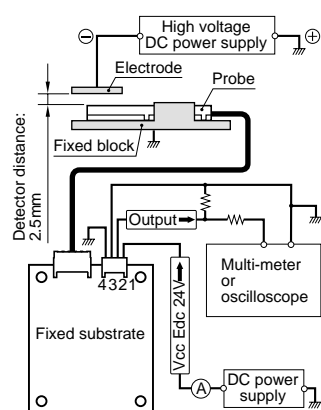 High voltage
DC power supply
⊖
⊕
Electrode
Probe
Fixed block
Detector distance:
2.5mm
Output
4321
Vcc Edc 24V
Multi-meter
or
oscilloscope
Fixed substrate
A
DC power
supply